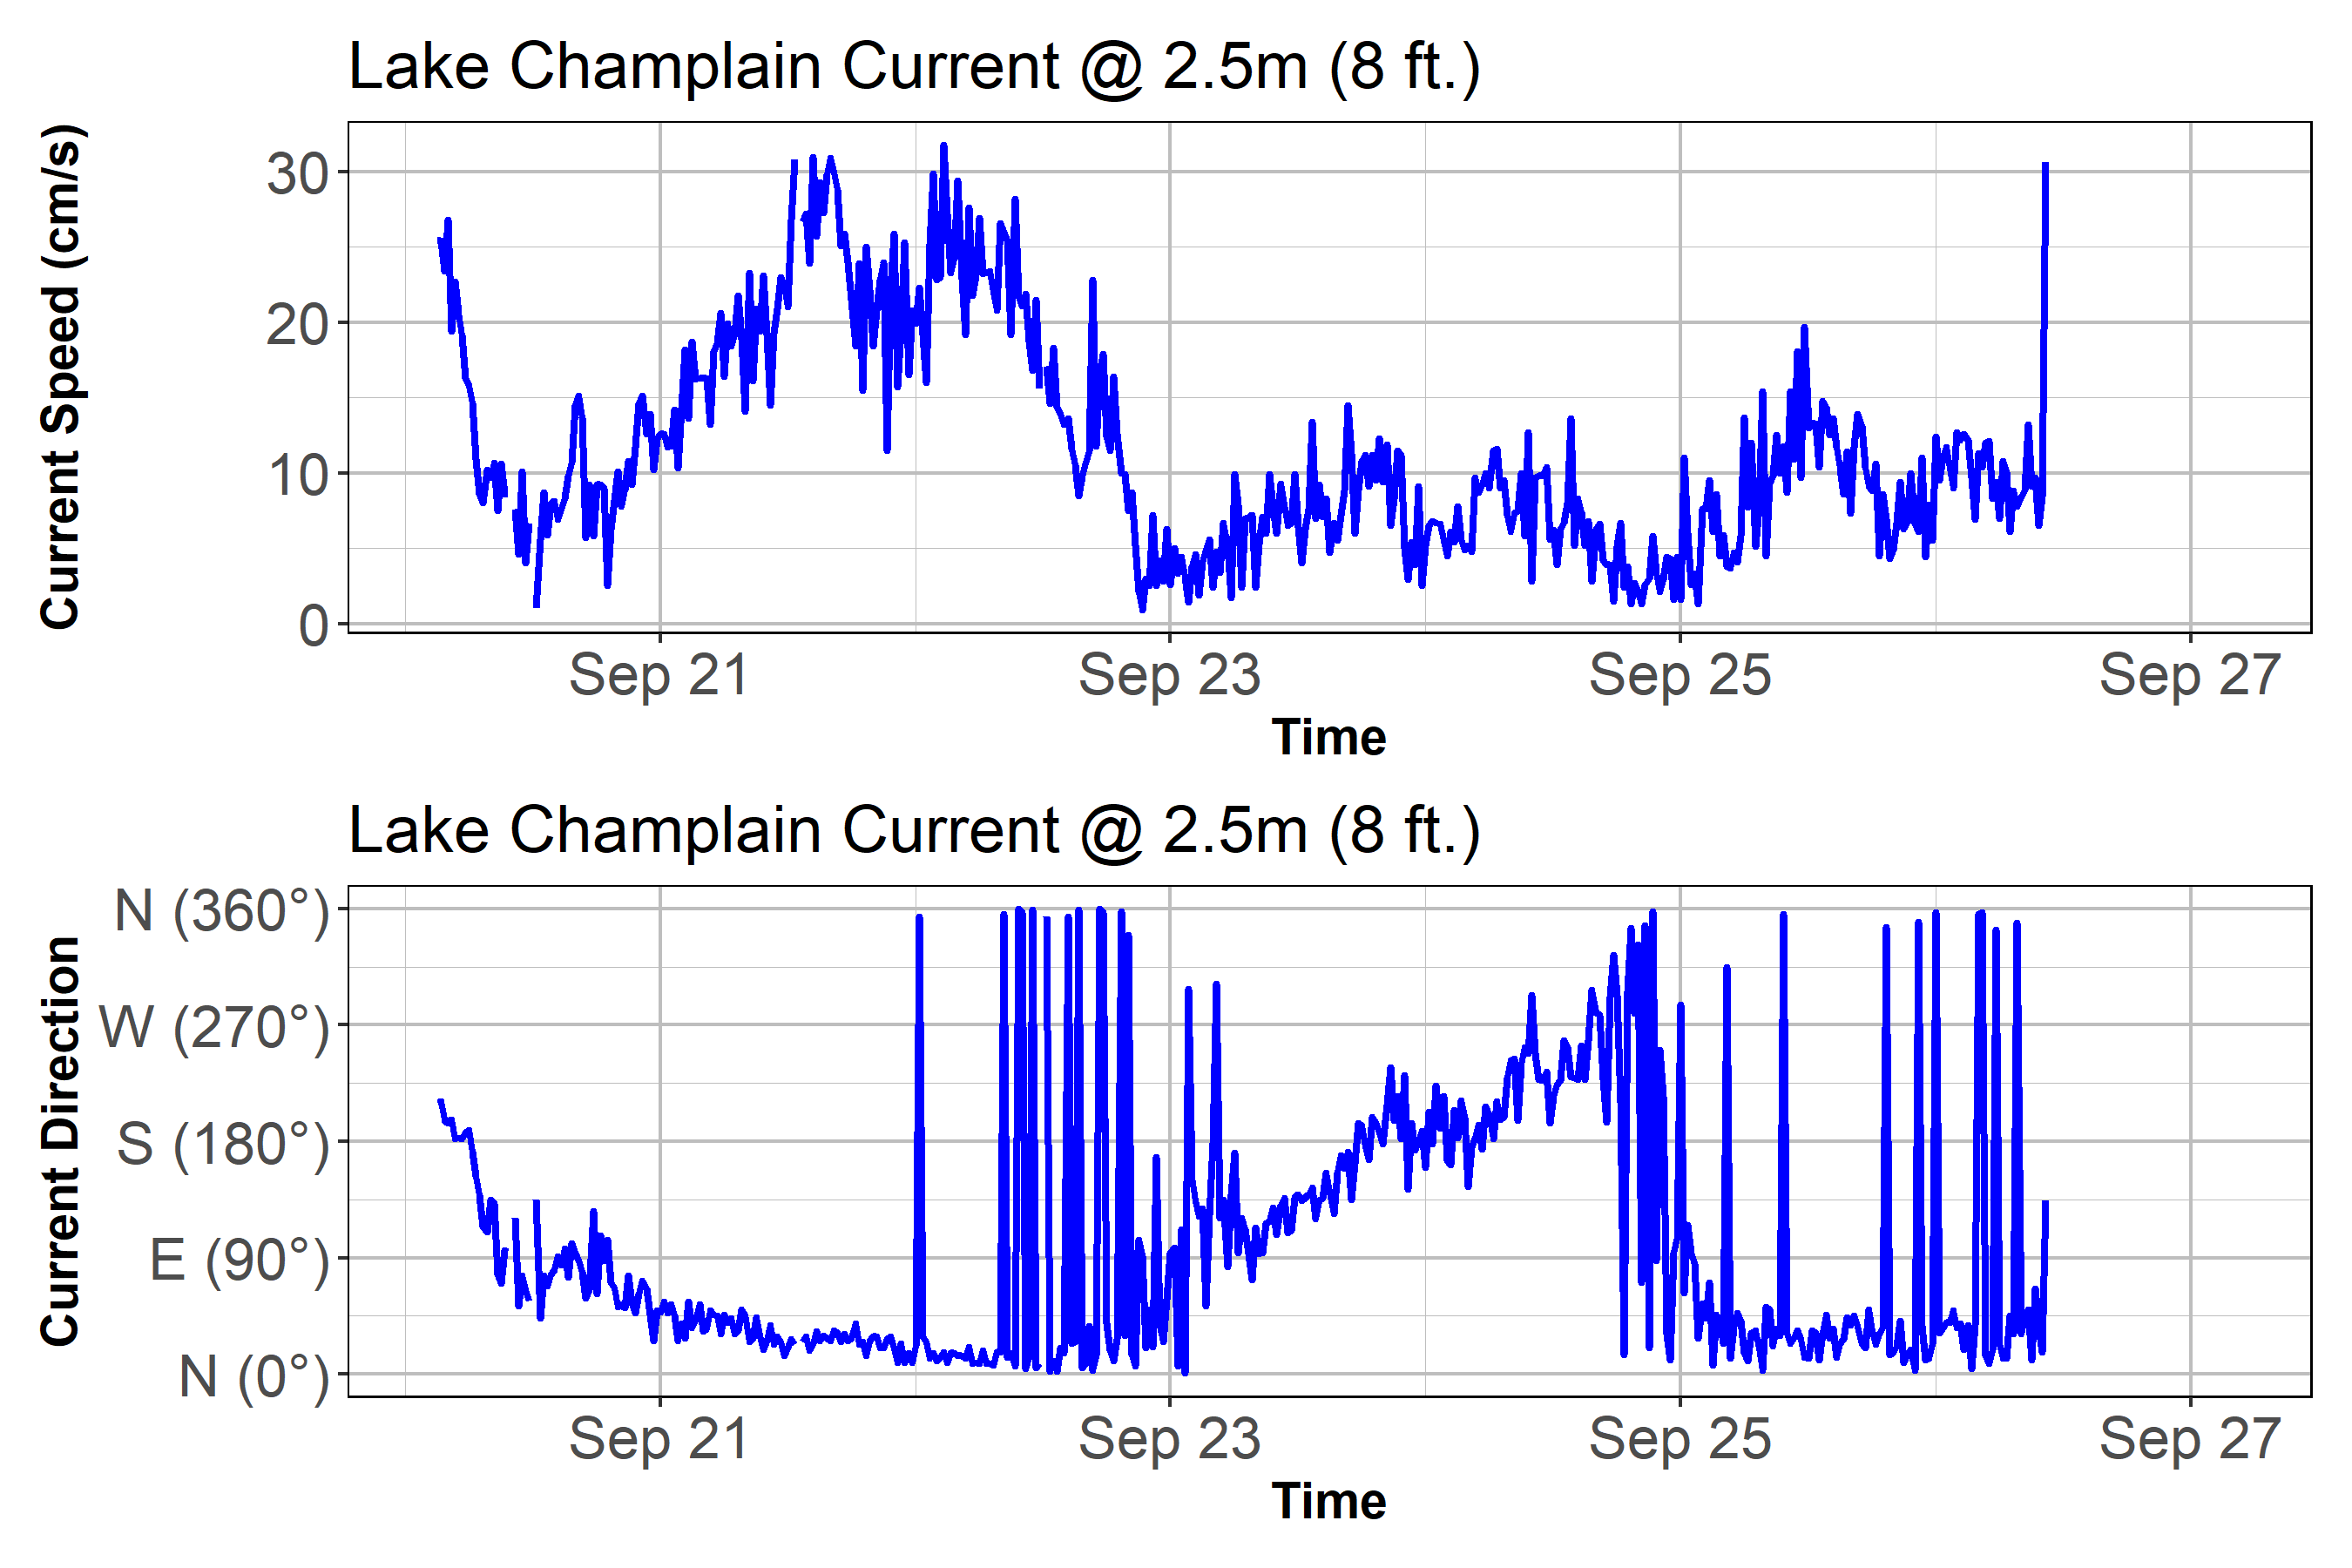 Lake Champlain Current @ 2.5m (8 ft.)
Current Speed (cm/s)
30
20
10
0
Sep 21 Sep 23 Sep 25 Sep 27
Time
Lake Champlain Current @ 2.5m (8 ft.)
Current Direction
N (360°)
W (270°)
S (180°)
E (90°)
N (0°)
Sep 21 Sep 23 Sep 25 Sep 27
Time